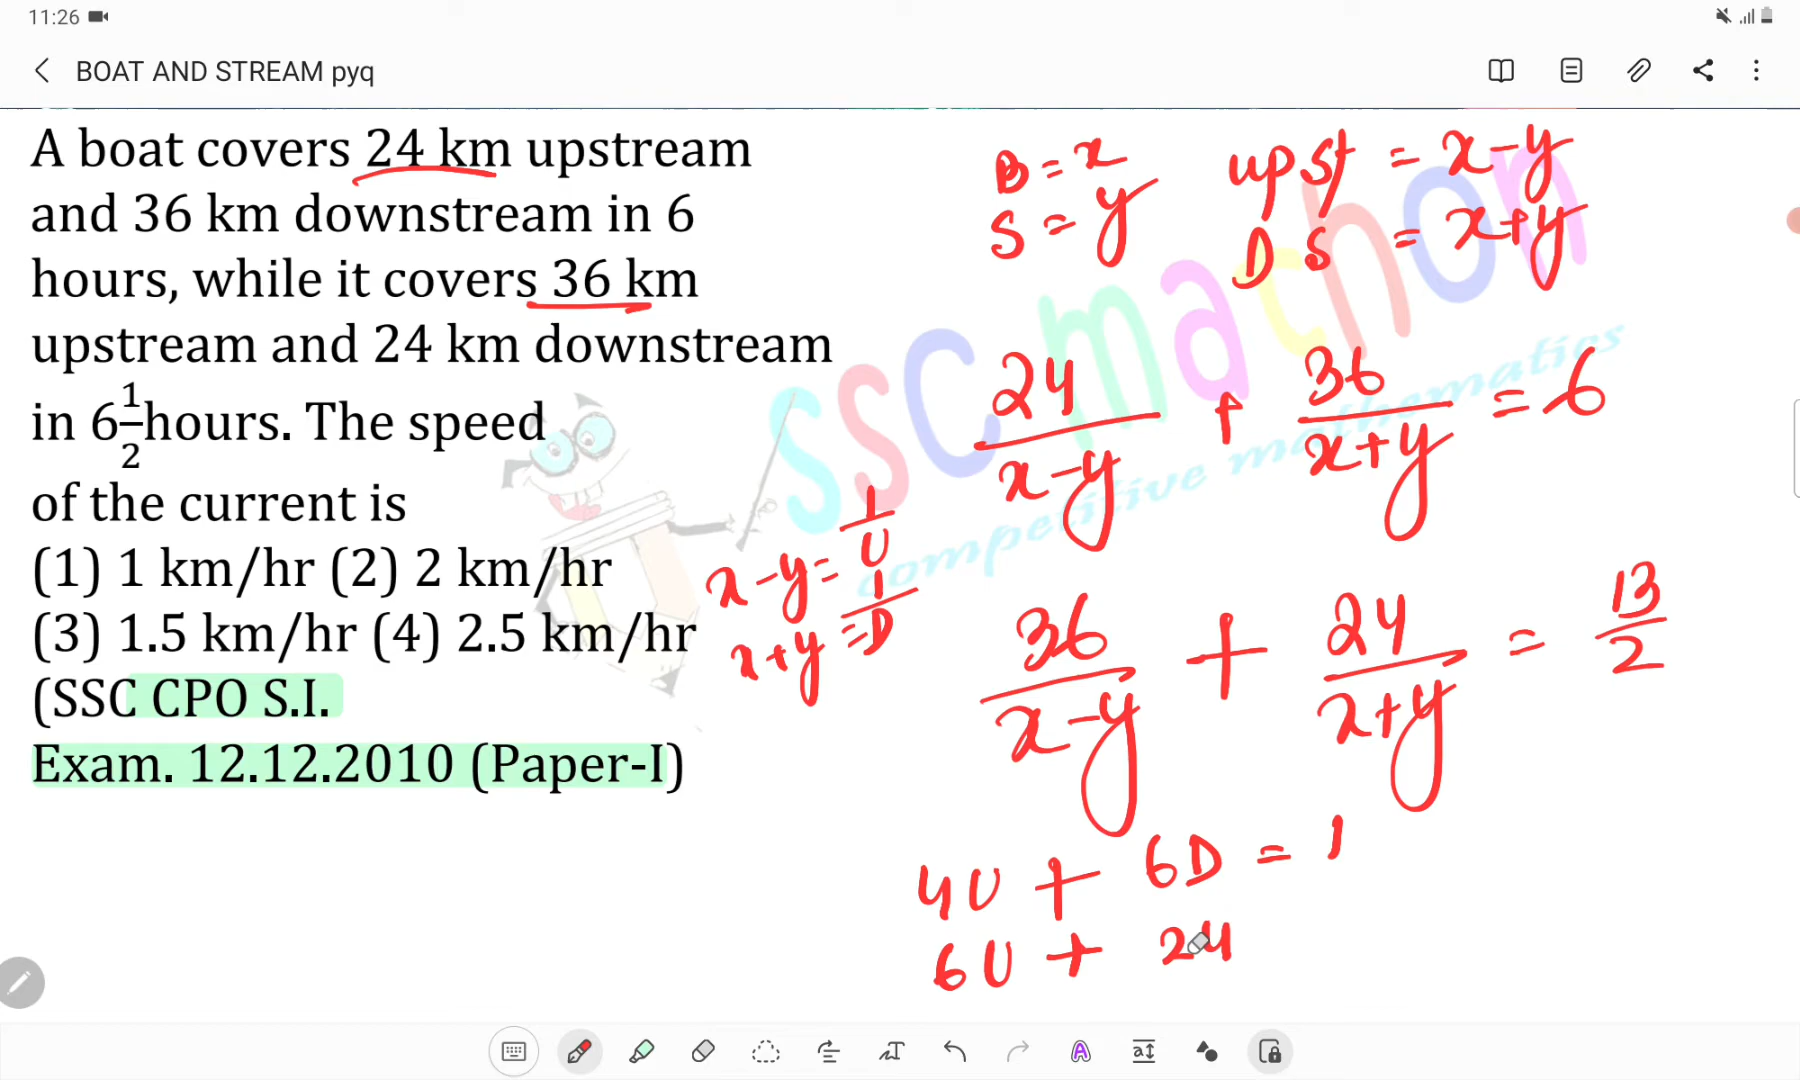 11:26
BOAT AND STREAM pyq
A boat covers 24 km upstream
and 36 km downstream in 6
hours, while it covers 36 km
upstream and 24 km downstream
in 6 1/2 hours. The speed
of the current is
(1) 1 km/hr (2) 2 km/hr
(3) 1.5 km/hr (4) 2.5 km/hr
(SSC CPO S.I.
Exam. 12.12.2010 (Paper-I)
B = x
S = y
upst = x-y
DS = x+y
24/(x-y) + 36/(x+y) = 6
x-y = 1/U
x+y = 1/D
36/(x-y) + 24/(x+y) = 13/2
4U + 6D = 1
6U + 24
SSC machon
competitive mathematics